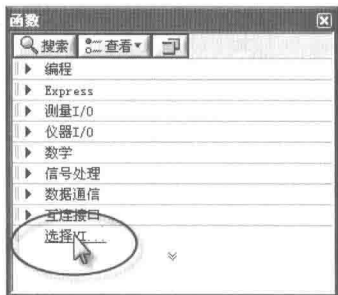 函数
搜索 查看
编程
Express
测量I/O
仪器I/O
数学
信号处理
数据通信
互连接口
选择VI...